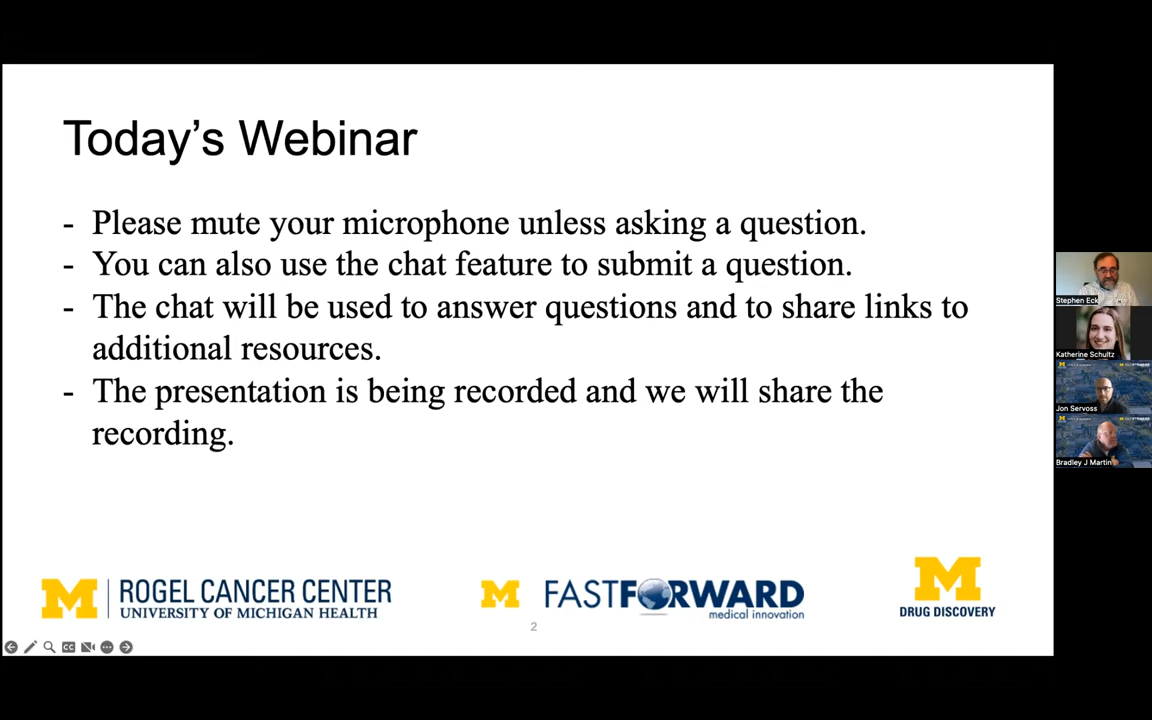 Today's Webinar
- Please mute your microphone unless asking a question.
- You can also use the chat feature to submit a question.
- The chat will be used to answer questions and to share links to
additional resources.
- The presentation is being recorded and we will share the
recording.
Stephen Eck
Katherine Schultz
Jon Servoss
Bradley J Martin
M ROGEL CANCER CENTER
UNIVERSITY OF MICHIGAN HEALTH
M FASTFORWARD
medical innovation
M
DRUG DISCOVERY
2
CC